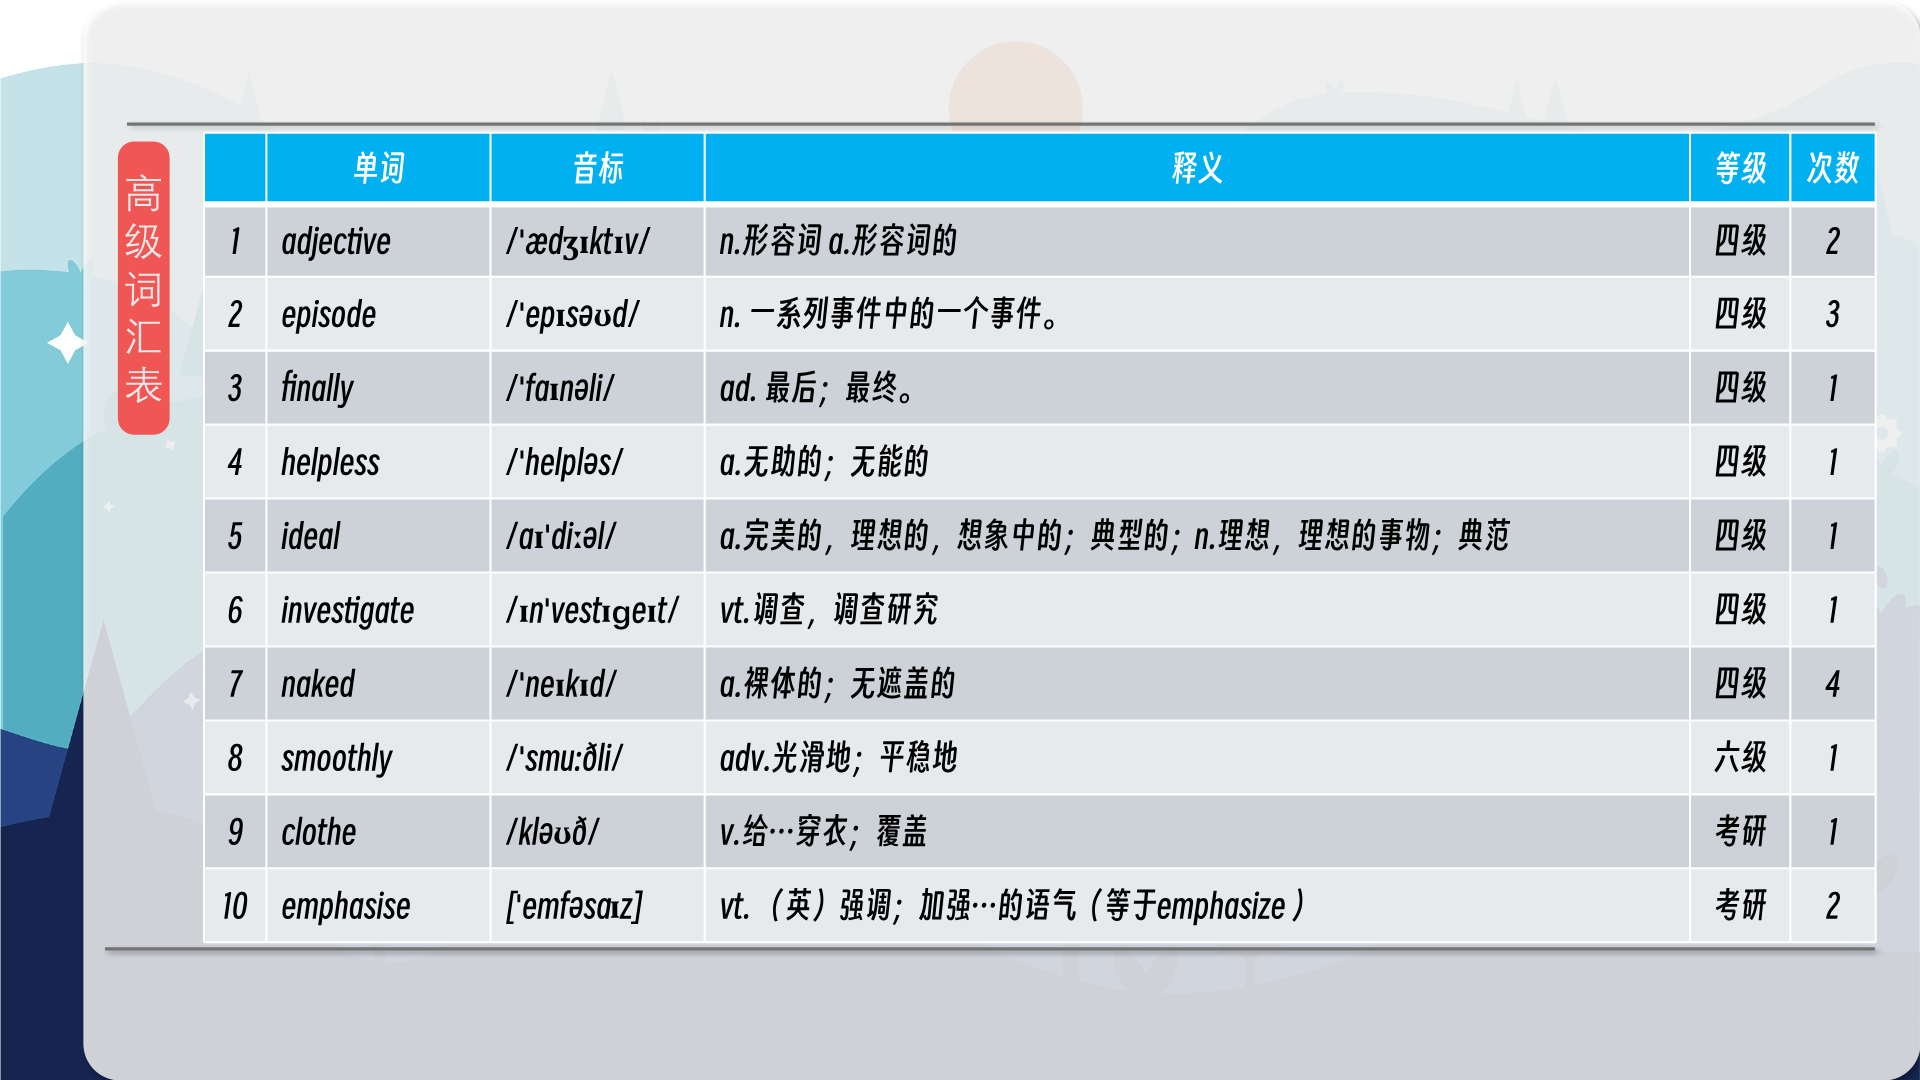 高级词汇表
单词 音标 释义 等级 次数
1 adjective /'ædʒɪktɪv/ n.形容词 a.形容词的 四级 2
2 episode /'epɪsəʊd/ n. 一系列事件中的一个事件。 四级 3
3 finally /'faɪnəli/ ad. 最后；最终。 四级 1
4 helpless /'helpləs/ a.无助的；无能的 四级 1
5 ideal /aɪ'diːəl/ a.完美的，理想的，想象中的；典型的；n.理想，理想的事物；典范 四级 1
6 investigate /ɪn'vestɪɡeɪt/ vt.调查，调查研究 四级 1
7 naked /'neɪkɪd/ a.裸体的；无遮盖的 四级 4
8 smoothly /'smu:ðli/ adv.光滑地；平稳地 六级 1
9 clothe /kləʊð/ v.给…穿衣；覆盖 考研 1
10 emphasise ['emfəsaɪz] vt. （英）强调；加强…的语气（等于emphasize ） 考研 2